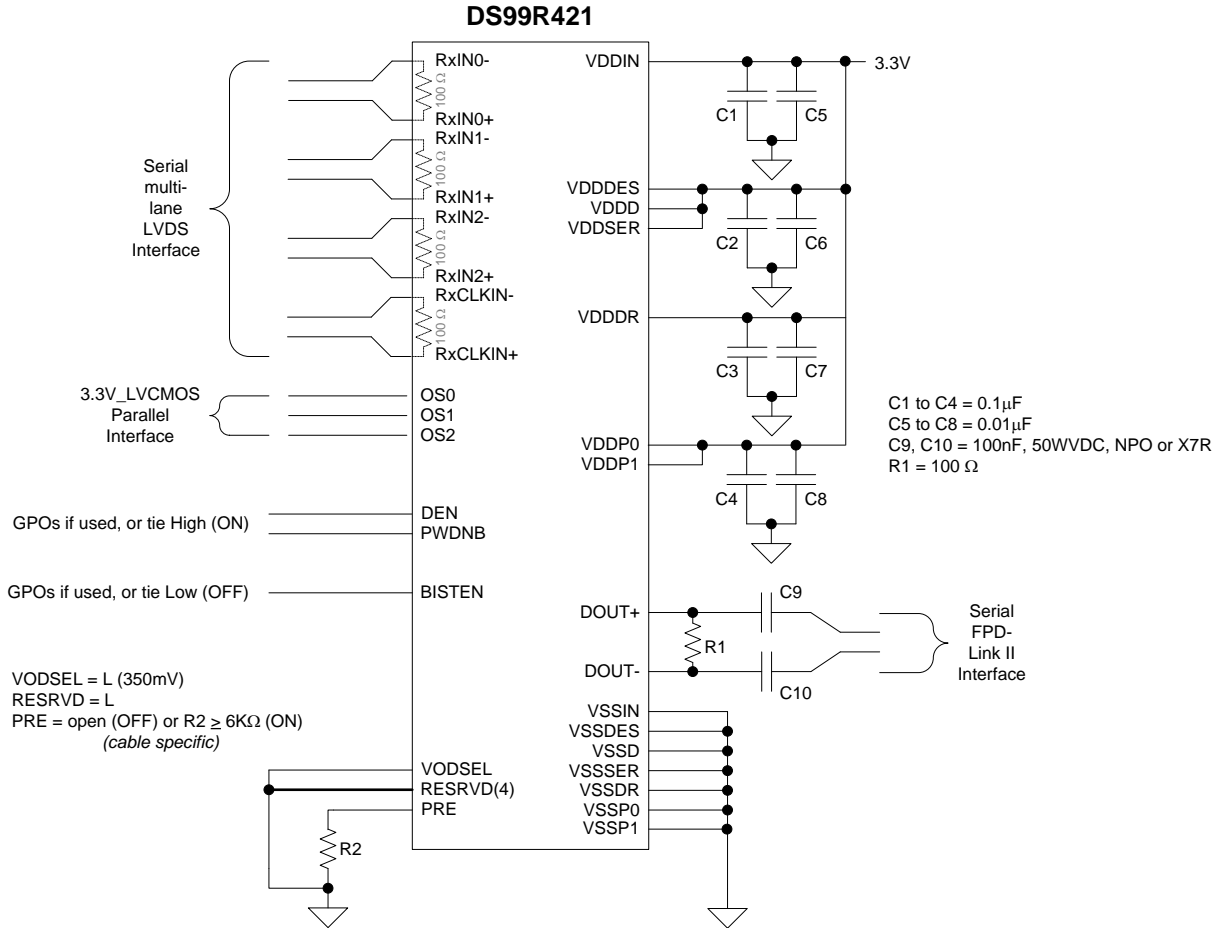 DS99R421
RxIN0-
100 Ω
RxIN0+
RxIN1-
100 Ω
RxIN1+
RxIN2-
100 Ω
RxIN2+
RxCLKIN-
100 Ω
RxCLKIN+
Serial
multi-
lane
LVDS
Interface
3.3V_LVCMOS
Parallel
Interface
OS0
OS1
OS2
GPOs if used, or tie High (ON)
DEN
PWDNB
GPOs if used, or tie Low (OFF)
BISTEN
VODSEL = L (350mV)
RESRVD = L
PRE = open (OFF) or R2 ≥ 6KΩ (ON)
(cable specific)
VODSEL
RESRVD(4)
PRE
R2
VDDIN
3.3V
C1
C5
VDDDES
VDDD
VDDSER
C2
C6
VDDDR
C3
C7
VDDP0
VDDP1
C4
C8
C1 to C4 = 0.1μF
C5 to C8 = 0.01μF
C9, C10 = 100nF, 50WVDC, NPO or X7R
R1 = 100 Ω
DOUT+
C9
R1
DOUT-
C10
Serial
FPD-
Link II
Interface
VSSIN
VSSDES
VSSD
VSSSER
VSSDR
VSSP0
VSSP1